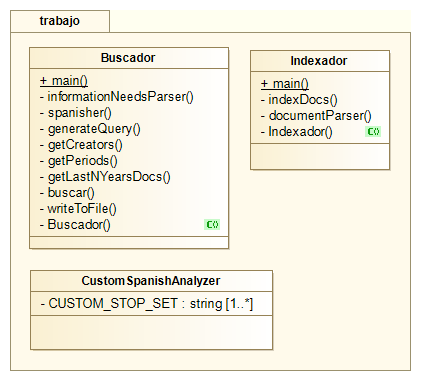 trabajo
Buscador
+ main()
- informationNeedsParser()
- spanisher()
- generateQuery()
- getCreators()
- getPeriods()
- getLastNYearsDocs()
- buscar()
- writeToFile()
- Buscador() C()
Indexador
+ main()
- indexDocs()
- documentParser()
- Indexador() C()
CustomSpanishAnalyzer
- CUSTOM_STOP_SET : string [1..*]